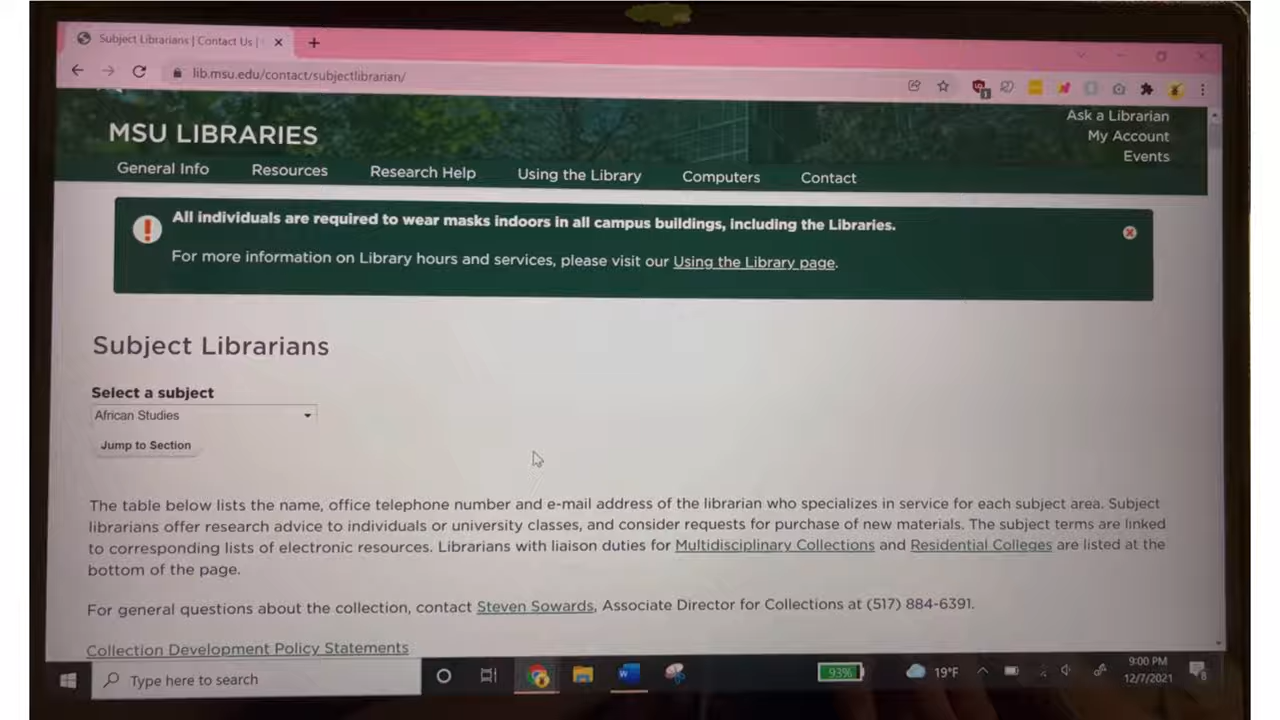 Subject Librarians | Contact Us |
lib.msu.edu/contact/subjectlibrarian/
1
Ask a Librarian
MSU LIBRARIES
My Account
Events
General Info Resources Research Help Using the Library Computers Contact
All individuals are required to wear masks indoors in all campus buildings, including the Libraries.
For more information on Library hours and services, please visit our Using the Library page.
Subject Librarians
Select a subject
African Studies
Jump to Section
The table below lists the name, office telephone number and e-mail address of the librarian who specializes in service for each subject area. Subject
librarians offer research advice to individuals or university classes, and consider requests for purchase of new materials. The subject terms are linked
to corresponding lists of electronic resources. Librarians with liaison duties for Multidisciplinary Collections and Residential Colleges are listed at the
bottom of the page.
For general questions about the collection, contact Steven Sowards, Associate Director for Collections at (517) 884-6391.
Collection Development Policy Statements
Type here to search
W
93%
19°F
9:00 PM
12/7/2021
8